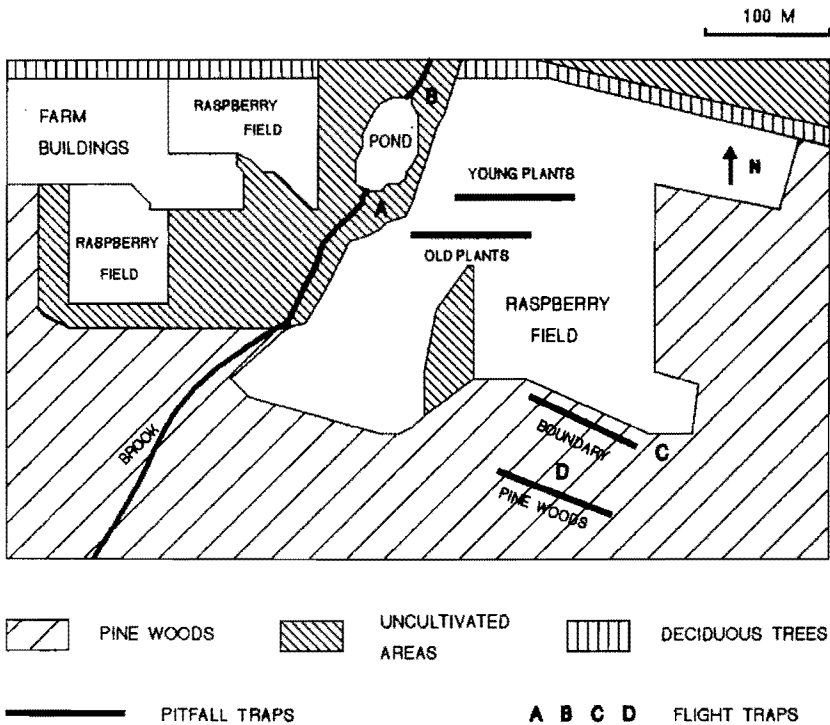 100 M
FARM
BUILDINGS
RASPBERRY
FIELD
B
POND
N
YOUNG PLANTS
A
OLD PLANTS
RASPBERRY
FIELD
RASPBERRY
FIELD
BROOK
BOUNDARY
C
D
PINE WOODS
PINE WOODS
UNCULTIVATED
AREAS
DECIDUOUS TREES
PITFALL TRAPS
A B C D FLIGHT TRAPS